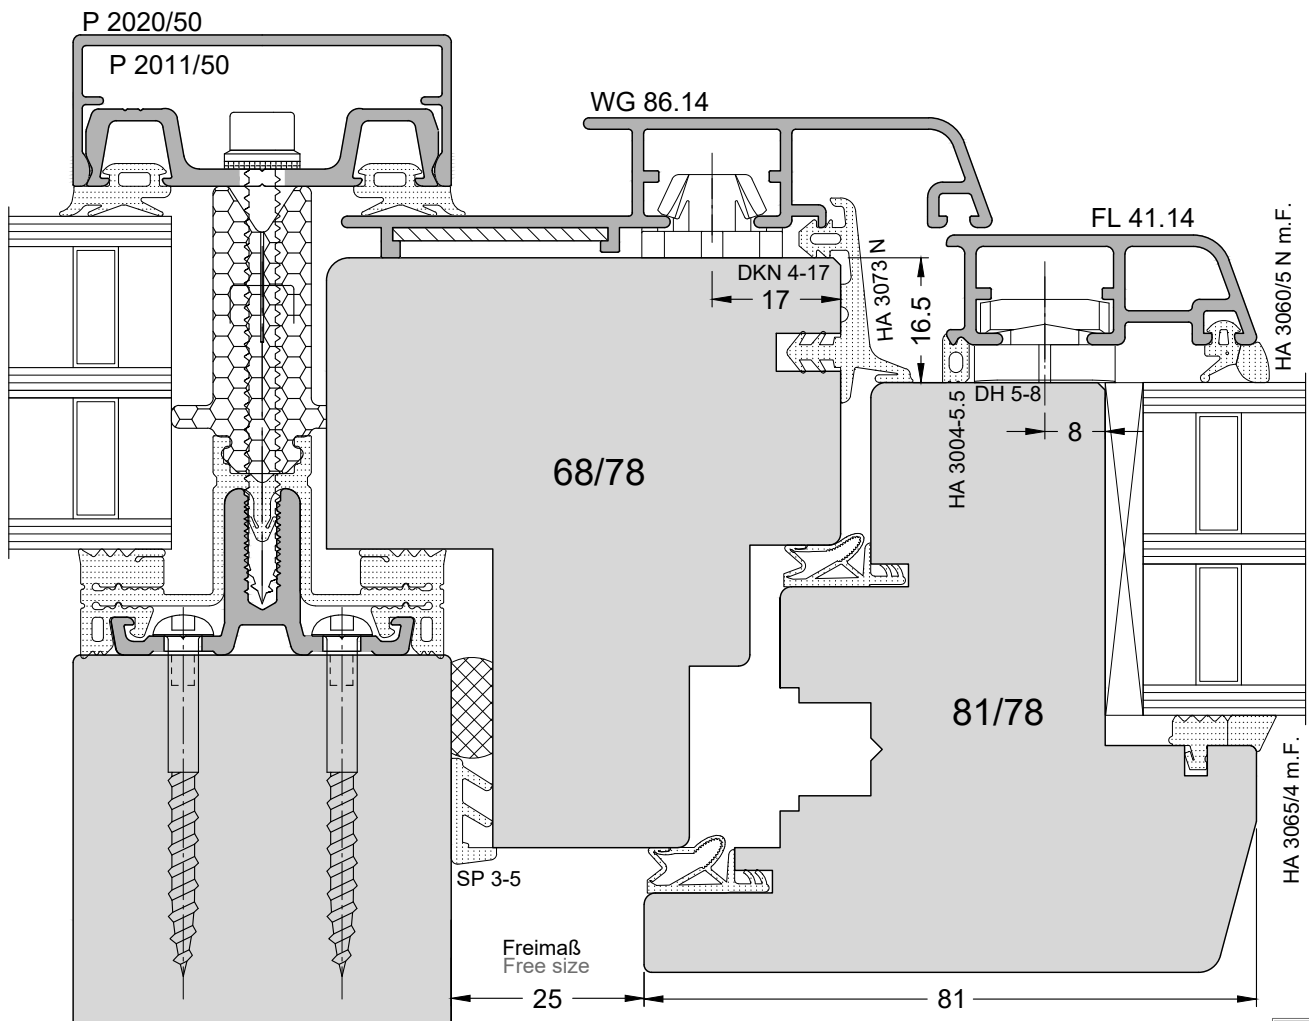 P 2020/50
P 2011/50
WG 86.14
FL 41.14
HA 3060/5 N m.F.
DKN 4-17
17
HA 3073 N
16.5
DH 5-8
8
HA 3004-5.5
68/78
81/78
HA 3065/4 m.F.
SP 3-5
Freimaß
Free size
25
81